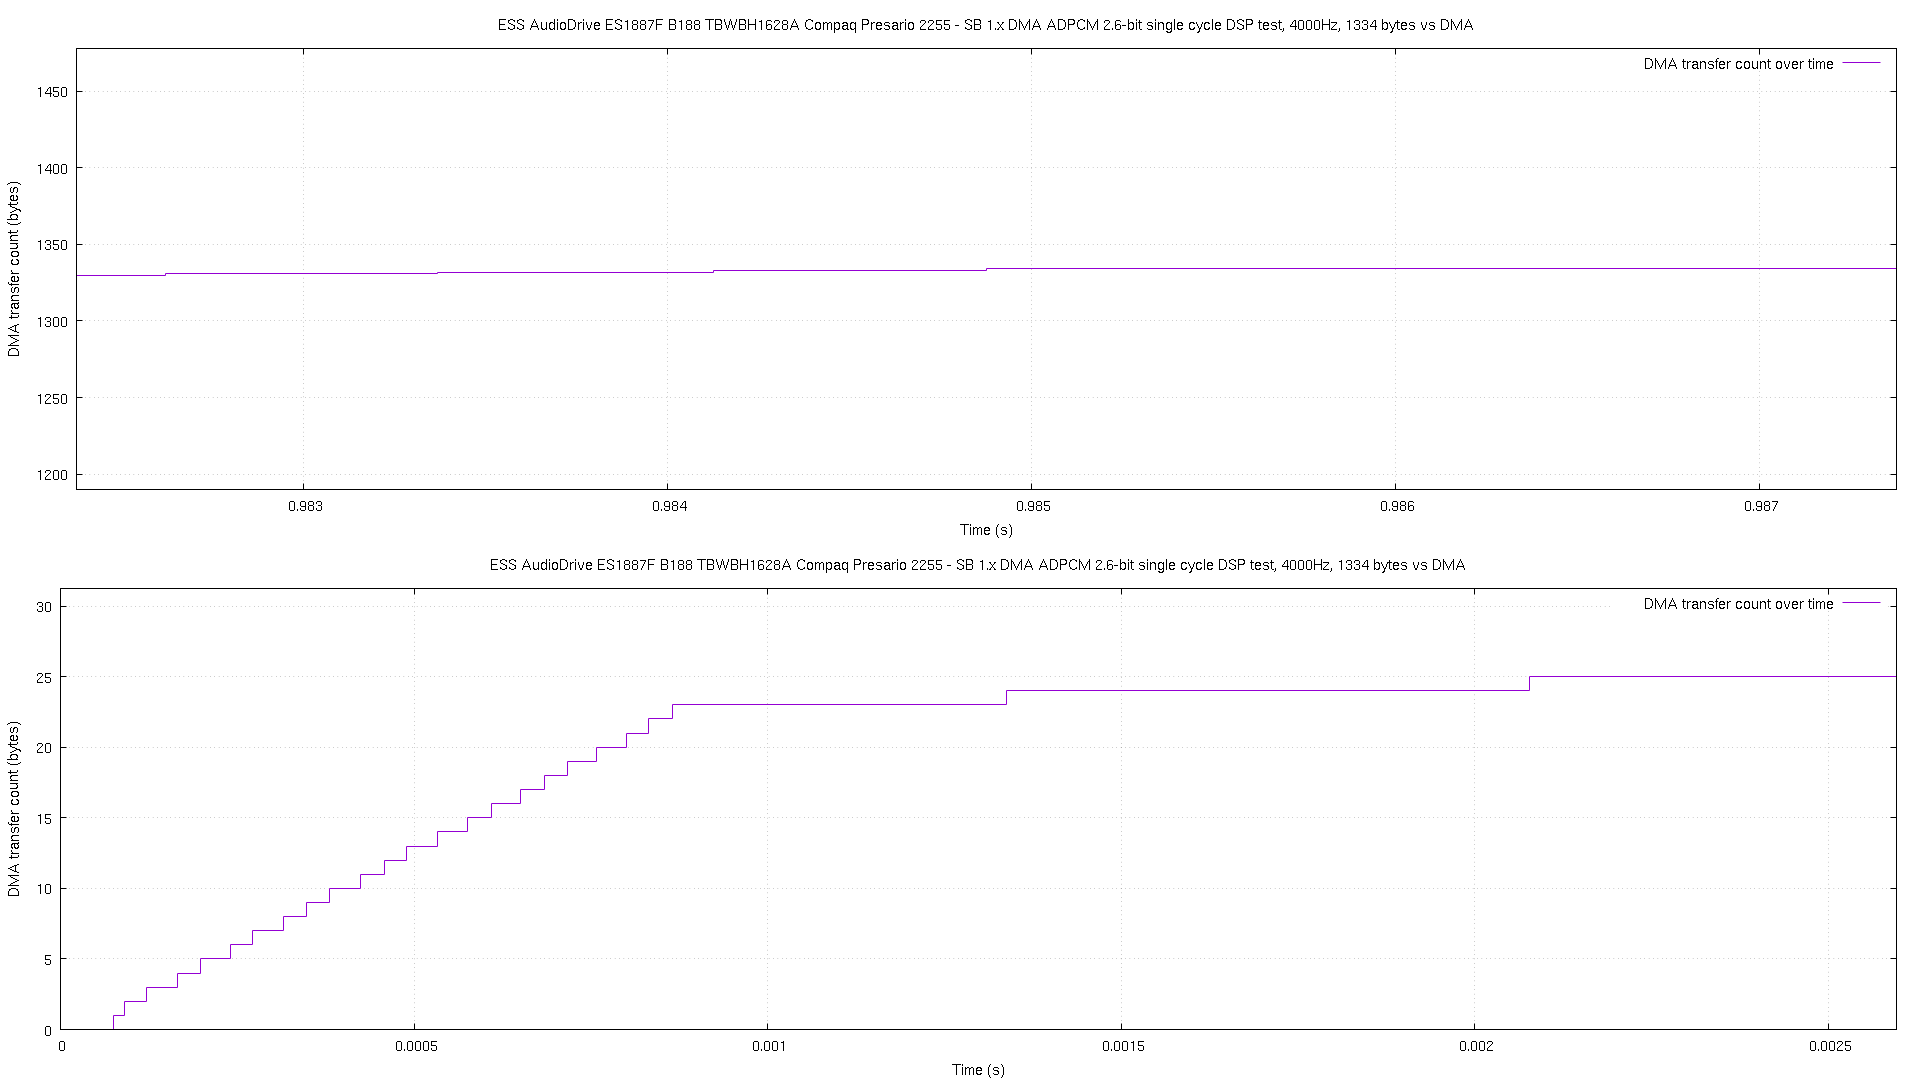 ESS AudioDrive ES1887F B188 TBWBH1628A Compaq Presario 2255 - SB 1.x DMA ADPCM 2.6-bit single cycle DSP test, 4000Hz, 1334 bytes vs DMA
DMA transfer count over time
DMA transfer count (bytes)
1450
1400
1350
1300
1250
1200
0.983 0.984 0.985 0.986 0.987
Time (s)
ESS AudioDrive ES1887F B188 TBWBH1628A Compaq Presario 2255 - SB 1.x DMA ADPCM 2.6-bit single cycle DSP test, 4000Hz, 1334 bytes vs DMA
DMA transfer count over time
DMA transfer count (bytes)
30
25
20
15
10
5
0
0 0.0005 0.001 0.0015 0.002 0.0025
Time (s)